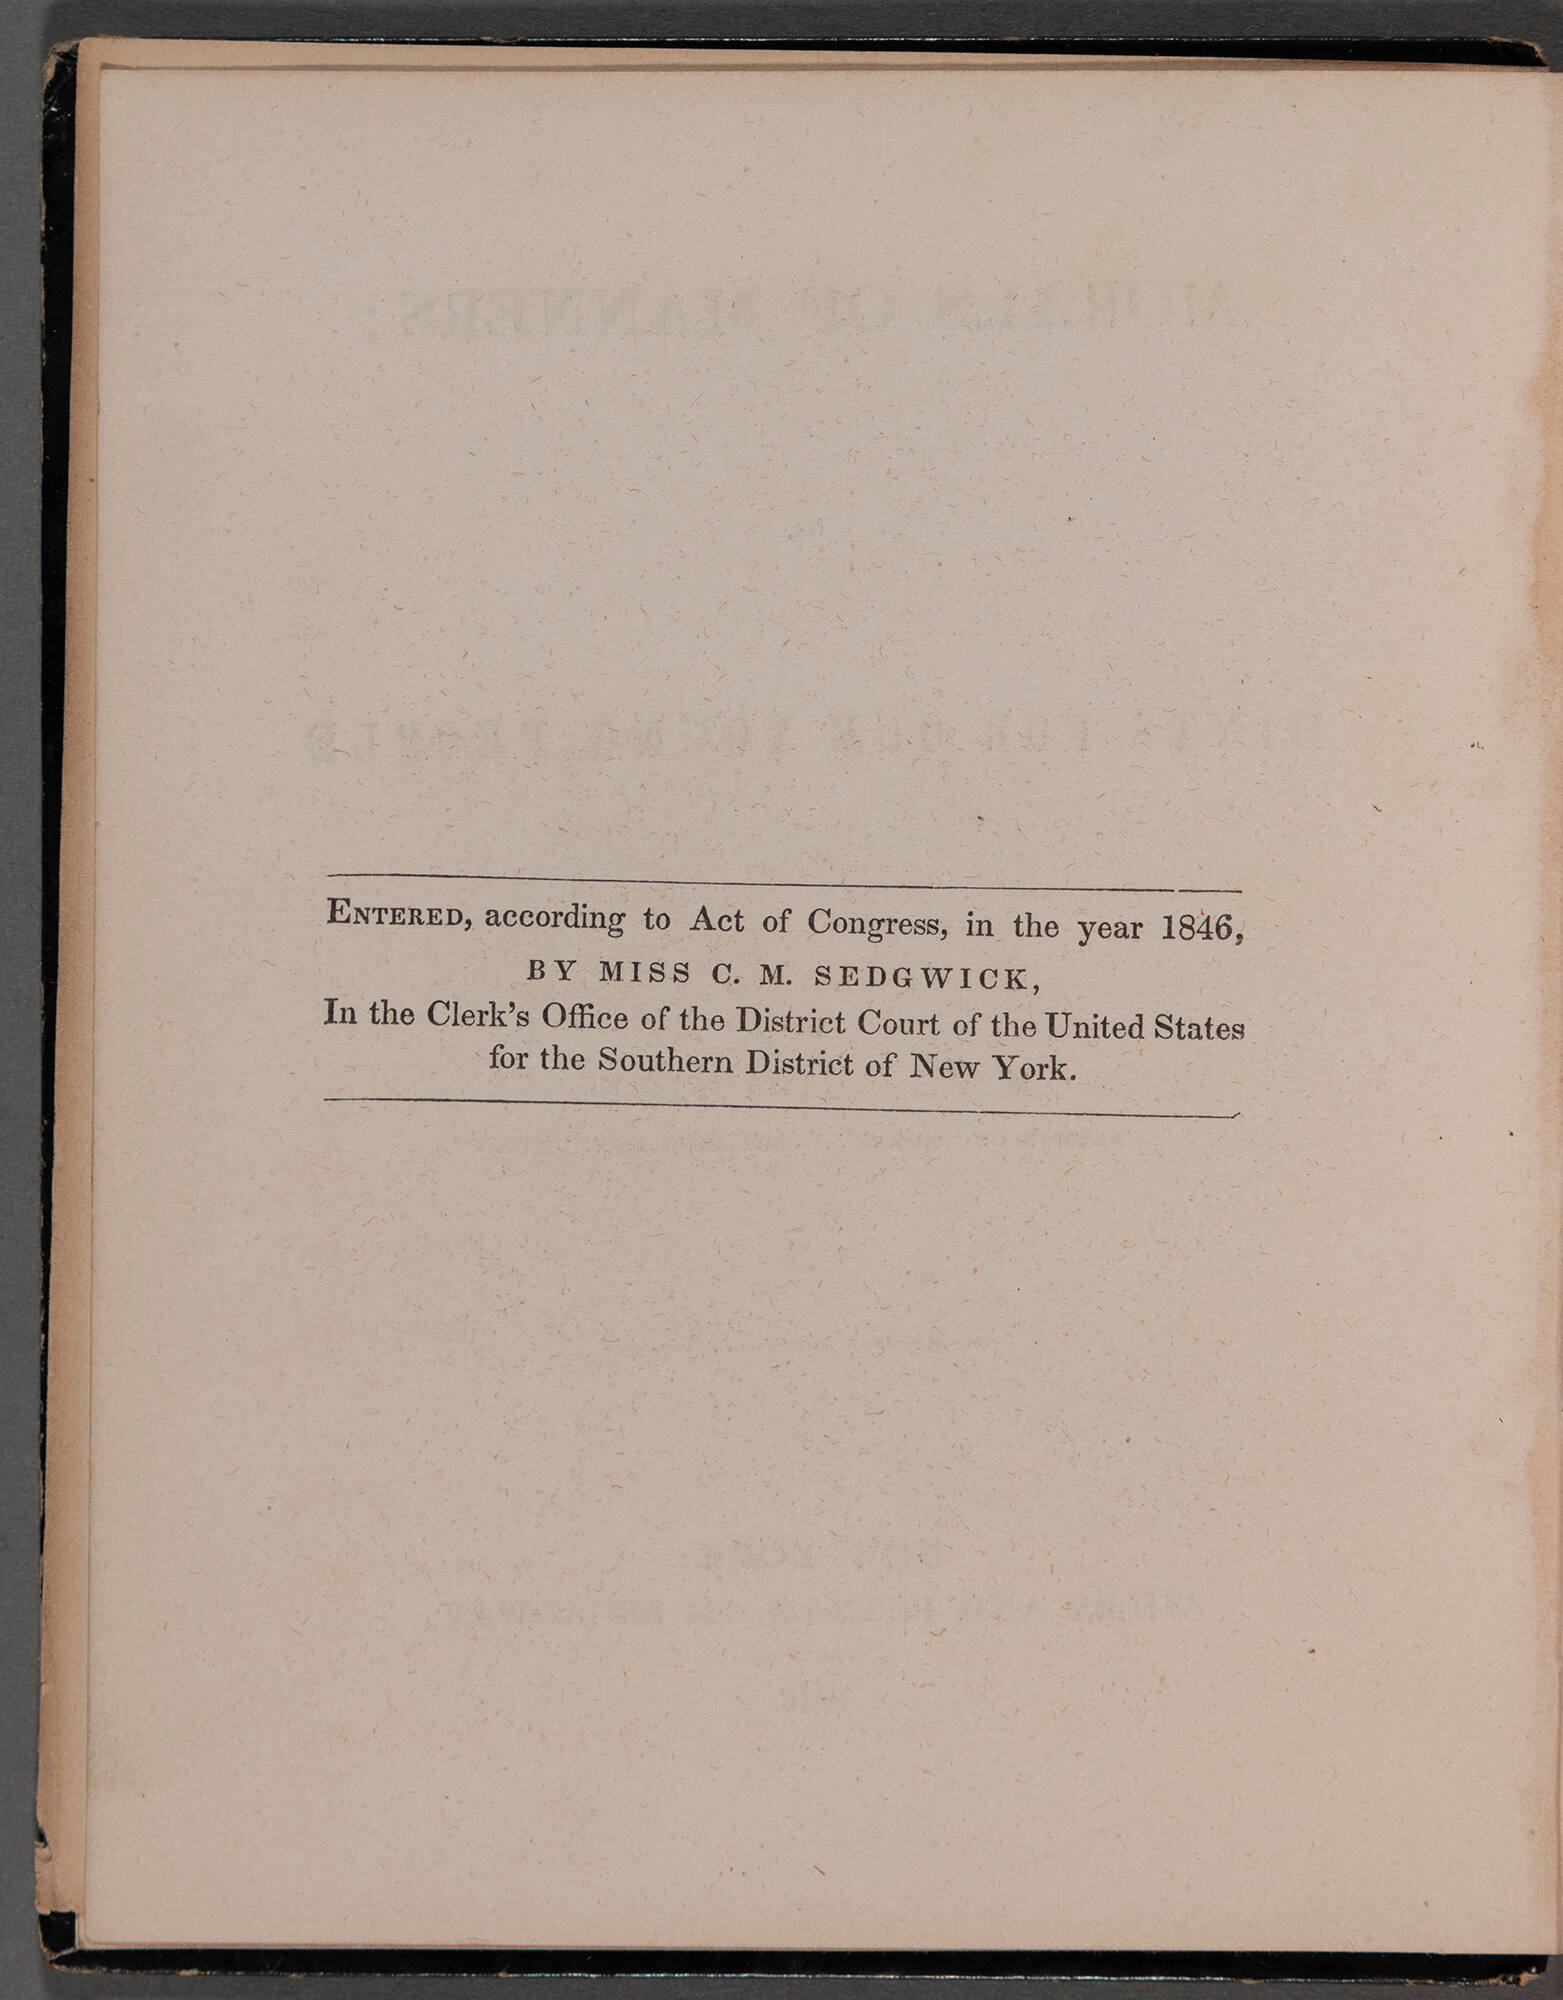 ENTERED, according to Act of Congress, in the year 1846,
BY MISS C. M. SEDGWICK,
In the Clerk's Office of the District Court of the United States
for the Southern District of New York.